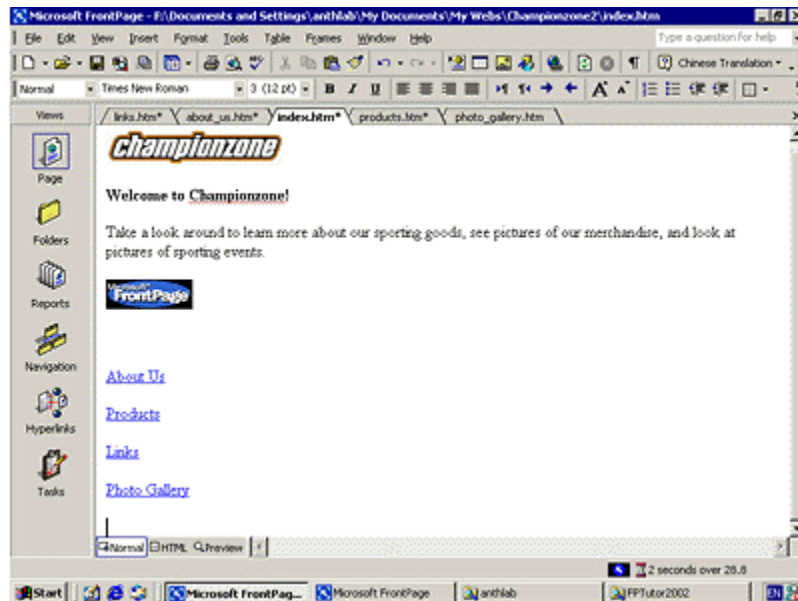 Microsoft FrontPage - F:\Documents and Settings\anthlab\My Documents\My Webs\Championzone2\index.htm
File Edit View Insert Format Tools Table Frames Window Help Type a question for help
Chinese Translation
Normal Times New Roman 3 (12 pt) B I U
Views links.htm* about_us.htm* index.htm* products.htm* photo_gallery.htm
championzone
Page
Welcome to Championzone!
Folders
Take a look around to learn more about our sporting goods, see pictures of our merchandise, and look at
pictures of sporting events.
Microsoft
FrontPage
Reports
Navigation
About Us
Products
Hyperlinks
Links
Tasks
Photo Gallery
Normal HTML Preview
2 seconds over 28.8
Start Microsoft FrontPag... Microsoft FrontPage anthlab FPTutor2002 EN